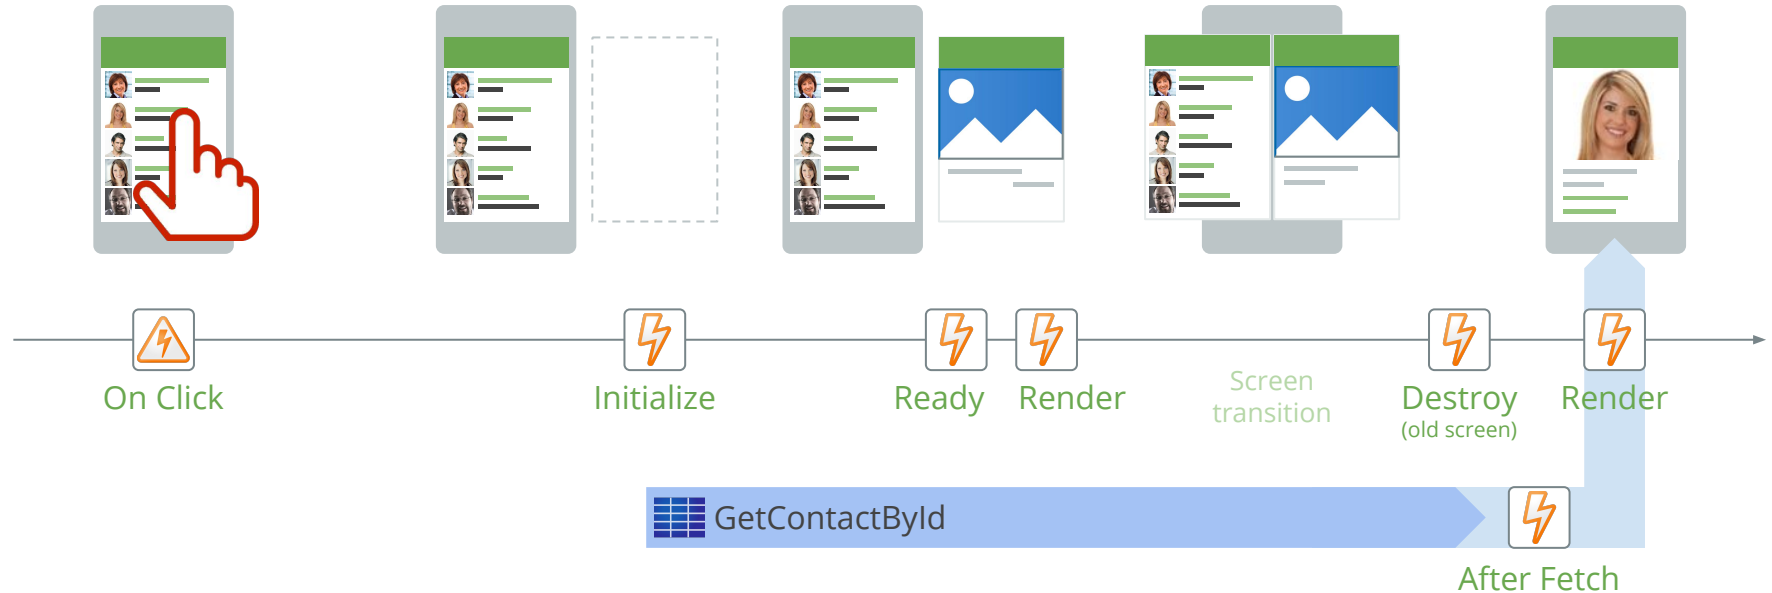 On Click
Initialize
Ready
Render
Screen
transition
Destroy
(old screen)
Render
GetContactById
After Fetch